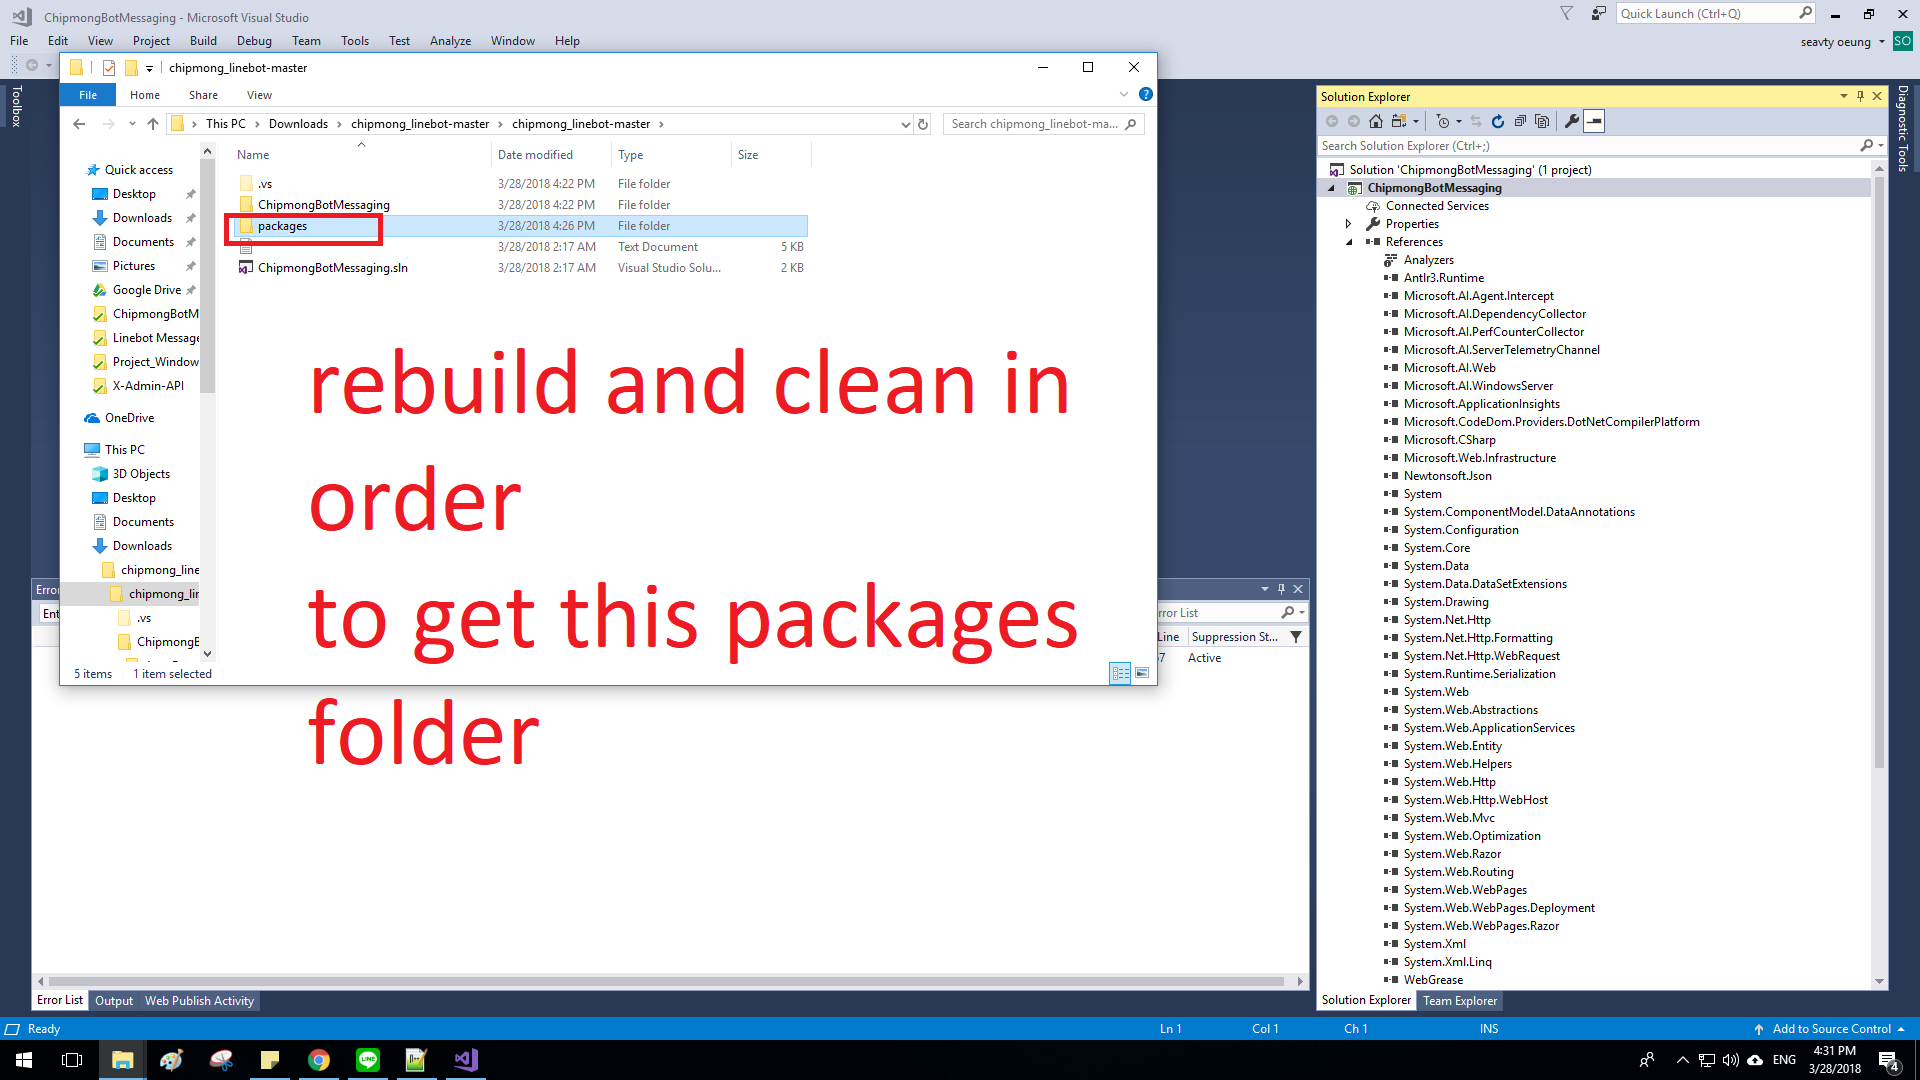 ChipmongBotMessaging - Microsoft Visual Studio
Quick Launch (Ctrl+Q)
File Edit View Project Build Debug Team Tools Test Analyze Window Help
seavty oeung SO
Toolbox
chipmong_linebot-master
File Home Share View
This PC > Downloads > chipmong_linebot-master > chipmong_linebot-master >
Search chipmong_linebot-ma...
Name Date modified Type Size
.vs 3/28/2018 4:22 PM File folder
ChipmongBotMessaging 3/28/2018 4:22 PM File folder
packages 3/28/2018 4:26 PM File folder
3/28/2018 2:17 AM Text Document 5 KB
ChipmongBotMessaging.sln 3/28/2018 2:17 AM Visual Studio Solu... 2 KB
Quick access
Desktop
Downloads
Documents
Pictures
Google Drive
ChipmongBotM
Linebot Message
Project_Window
X-Admin-API
OneDrive
This PC
3D Objects
Desktop
Documents
Downloads
chipmong_line
chipmong_lir
.vs
ChipmongB
5 items 1 item selected
rebuild and clean in
order
to get this packages
folder
Error
Ent
rror List
Line Suppression St...
7 Active
Error List Output Web Publish Activity
Solution Explorer
Search Solution Explorer (Ctrl+;)
Solution 'ChipmongBotMessaging' (1 project)
ChipmongBotMessaging
Connected Services
Properties
References
Analyzers
Antlr3.Runtime
Microsoft.AI.Agent.Intercept
Microsoft.AI.DependencyCollector
Microsoft.AI.PerfCounterCollector
Microsoft.AI.ServerTelemetryChannel
Microsoft.AI.Web
Microsoft.AI.WindowsServer
Microsoft.ApplicationInsights
Microsoft.CodeDom.Providers.DotNetCompilerPlatform
Microsoft.CSharp
Microsoft.Web.Infrastructure
Newtonsoft.Json
System
System.ComponentModel.DataAnnotations
System.Configuration
System.Core
System.Data
System.Data.DataSetExtensions
System.Drawing
System.Net.Http
System.Net.Http.Formatting
System.Net.Http.WebRequest
System.Runtime.Serialization
System.Web
System.Web.Abstractions
System.Web.ApplicationServices
System.Web.Entity
System.Web.Helpers
System.Web.Http
System.Web.Http.WebHost
System.Web.Mvc
System.Web.Optimization
System.Web.Razor
System.Web.Routing
System.Web.WebPages
System.Web.WebPages.Deployment
System.Web.WebPages.Razor
System.Xml
System.Xml.Linq
WebGrease
Solution Explorer Team Explorer
Diagnostic Tools
Ready Ln 1 Col 1 Ch 1 INS Add to Source Control
LINE
ENG
4:31 PM
3/28/2018
4